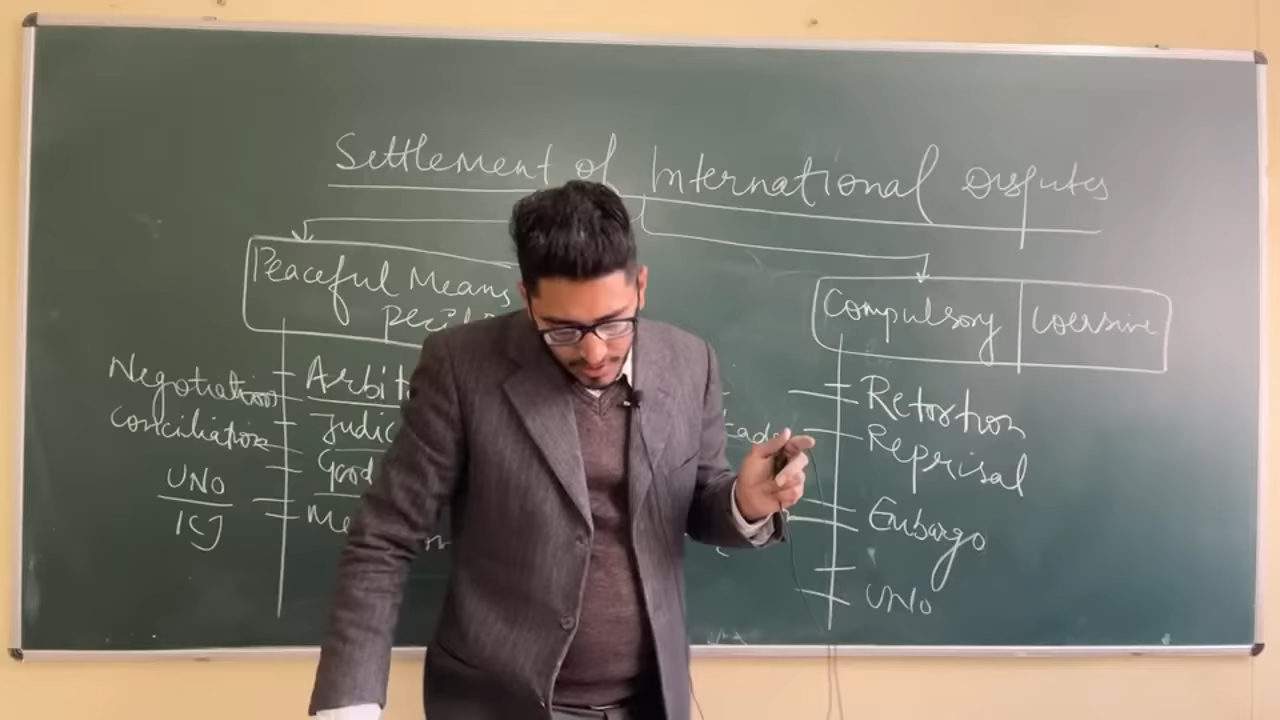 Settlement of International Disputes
Peaceful Means
Compulsory Coersive
Negotiation
Conciliation
UNO
ICJ
Arbit
Judic
Good
Me
Retortion
Reprisal
Embargo
UNO